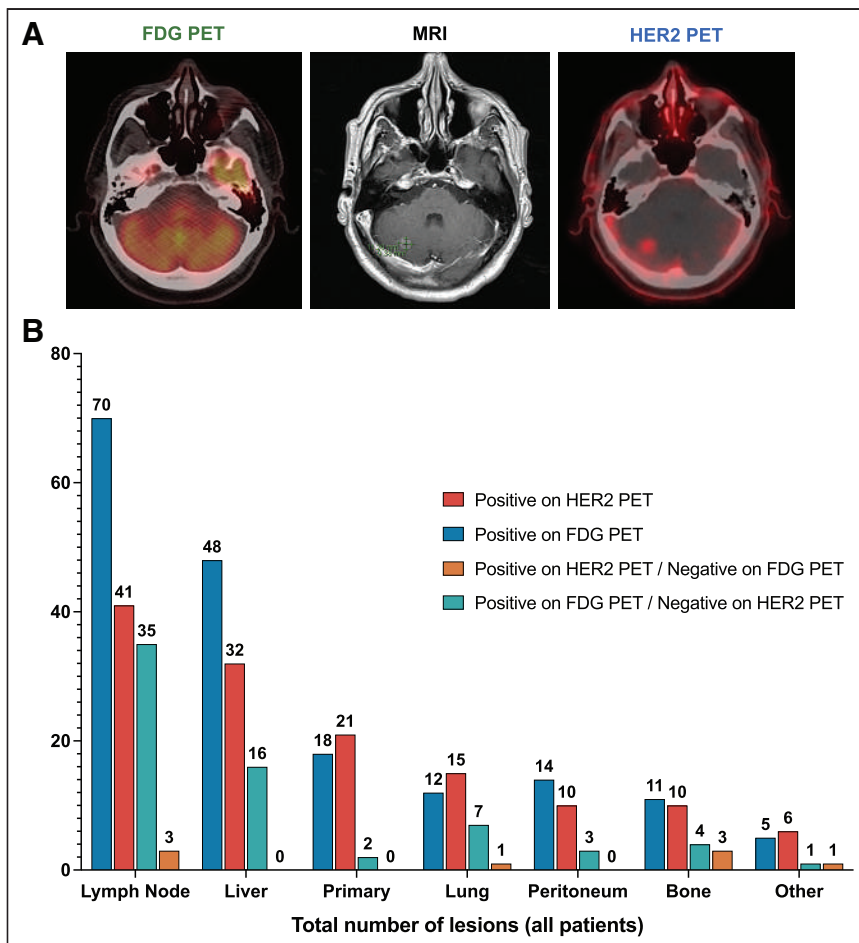 A
FDG PET
MRI
HER2 PET
B
80
60
40
20
0
70
41
35
3
48
32
16
0
18
21
2
0
12
15
7
1
14
10
3
0
11
10
4
3
5
6
1
1
Positive on HER2 PET
Positive on FDG PET
Positive on HER2 PET / Negative on FDG PET
Positive on FDG PET / Negative on HER2 PET
Lymph Node
Liver
Primary
Lung
Peritoneum
Bone
Other
Total number of lesions (all patients)